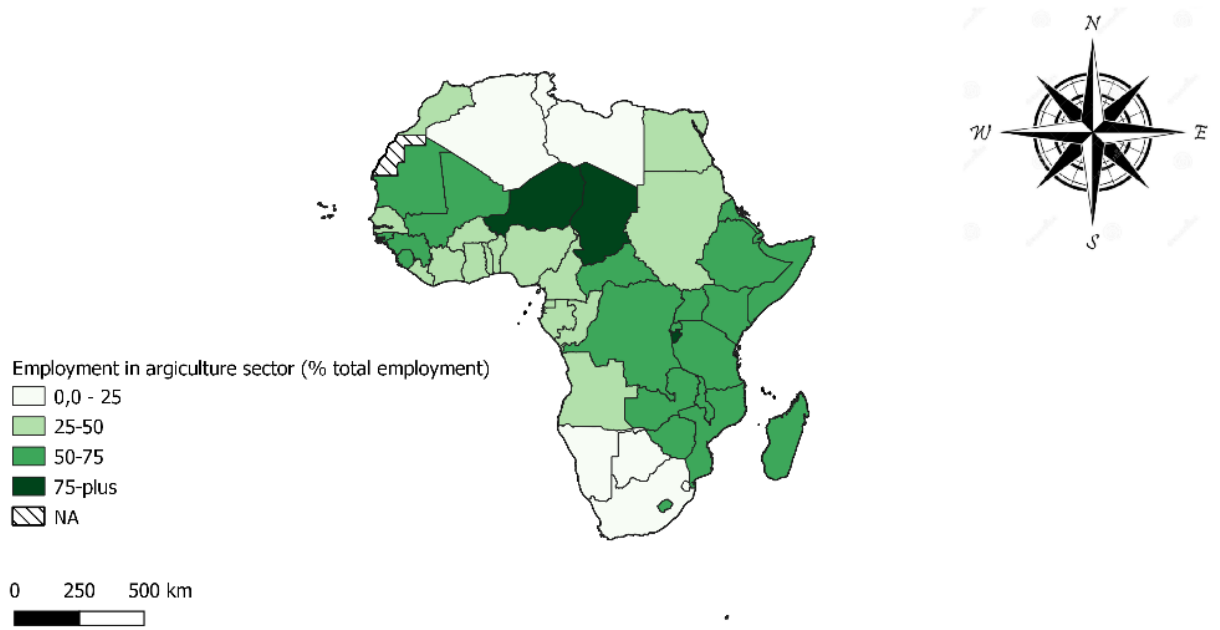 N
W
E
S
Employment in argiculture sector (% total employment)
0,0 - 25
25-50
50-75
75-plus
NA
0 250 500 km